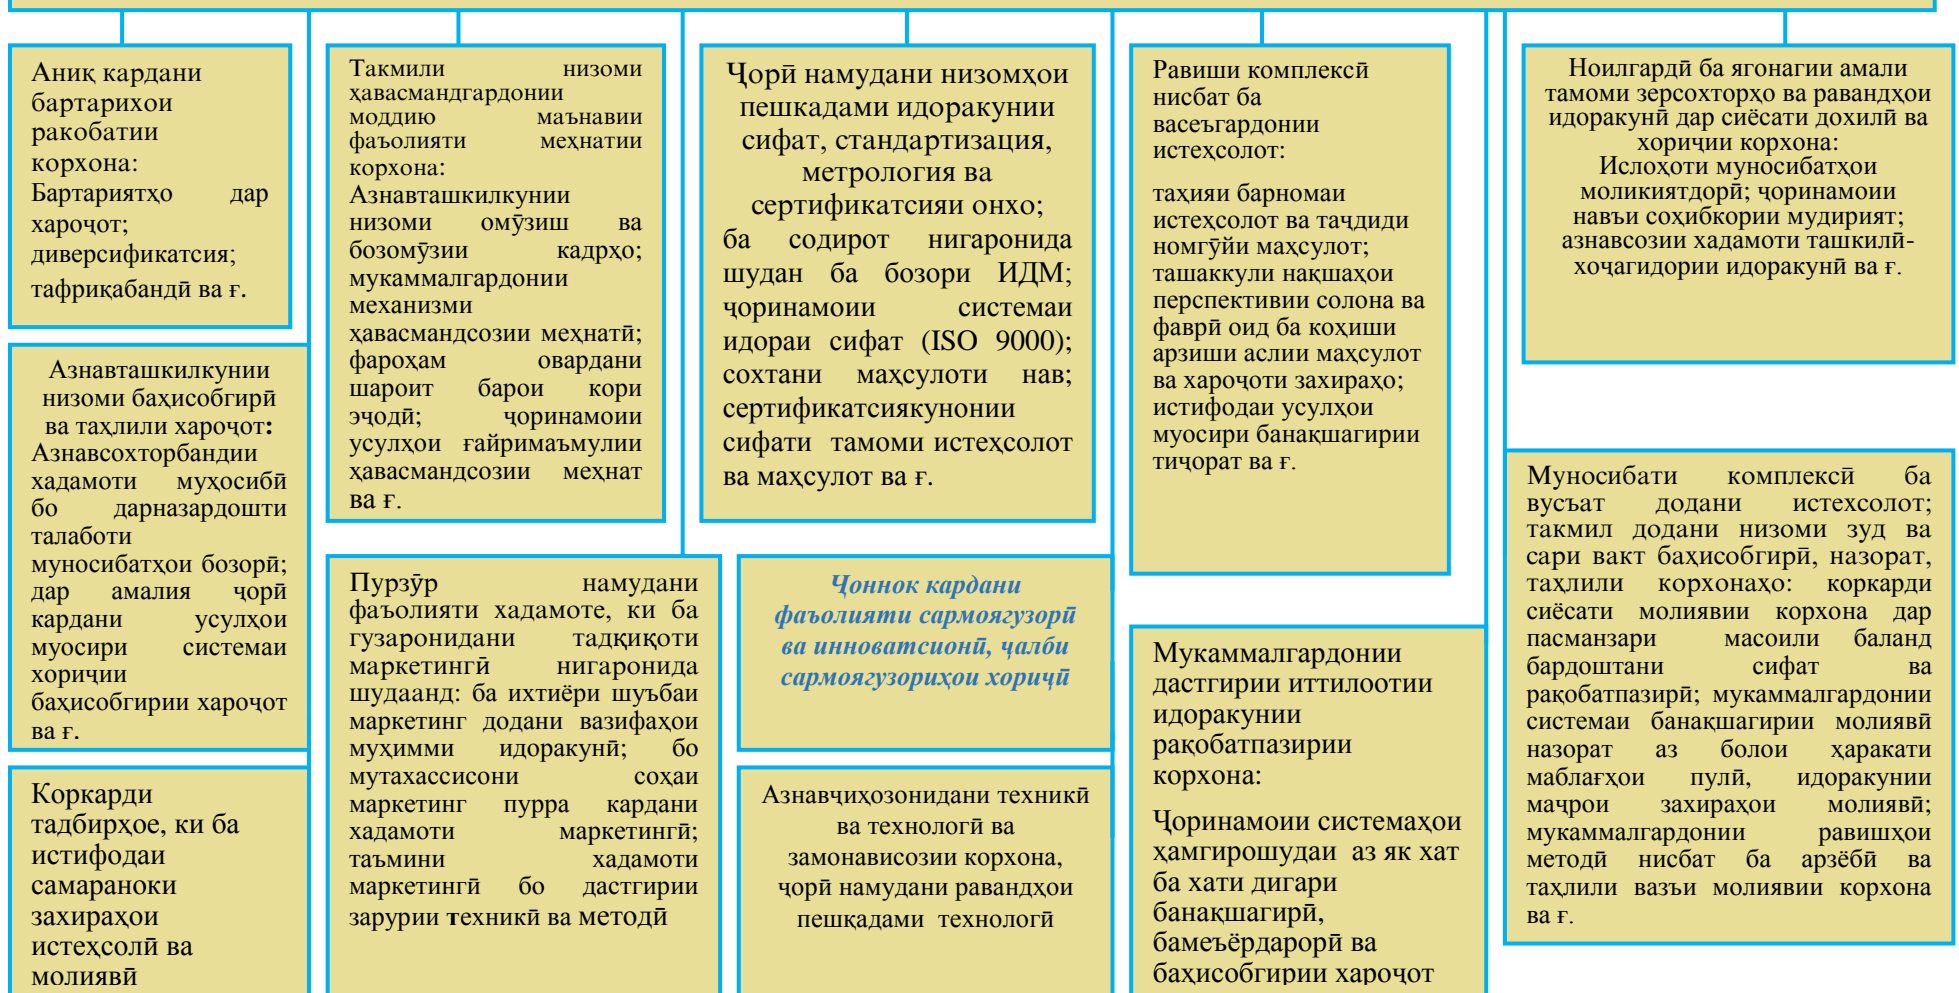 Аниқ кардани
бартарихои
ракобатии
корхона:
Бартариятҳо дар
хароҷот;
диверсификатсия;
тафриқабандӣ ва ғ.
Азнавташкилкунии
низоми баҳисобгирӣ
ва таҳлили хароҷот:
Азнавсохторбандии
хадамоти муҳосибӣ
бо дарназардошти
талаботи
муносибатҳои бозорӣ;
дар амалия ҷорӣ
кардани усулҳои
муосири системаи
хориҷии
баҳисобгирии хароҷот
ва ғ.
Коркарди
тадбирҳое, ки ба
истифодаи
самараноки
захираҳои
истеҳсолӣ ва
молиявӣ
Такмили низоми
ҳавасмандгардонии
моддию маънавии
фаъолияти меҳнатии
корхона:
Азнавташкилкунии
низоми омӯзиш ва
бозомӯзии кадрҳо;
мукаммалгардонии
механизми
ҳавасмандсозии меҳнатӣ;
фароҳам овардани
шароит барои кори
эҷодӣ; ҷоринамоии
усулҳои ғайримаъмулии
ҳавасмандсозии меҳнат
ва ғ.
Пурзӯр намудани
фаъолияти хадамоте, ки ба
гузаронидани тадқиқоти
маркетингӣ нигаронида
шудаанд: ба ихтиёри шуъбаи
маркетинг додани вазифаҳои
муҳимми идоракунӣ; бо
мутахассисони соҳаи
маркетинг пурра кардани
хадамоти маркетингӣ;
таъмини хадамоти
маркетингӣ бо дастгирии
зарурии техникӣ ва методӣ
Ҷорӣ намудани низомҳои
пешкадами идоракунии
сифат, стандартизация,
метрология ва
сертификатсияи онхо;
ба содирот нигаронида
шудан ба бозори ИДМ;
ҷоринамоии системаи
идораи сифат (ISO 9000);
сохтани маҳсулоти нав;
сертификатсиякунонии
сифати тамоми истеҳсолот
ва маҳсулот ва ғ.
Ҷоннок кардани
фаъолияти сармоягузорӣ
ва инноватсионӣ, ҷалби
сармоягузориҳои хориҷӣ
Азнавҷиҳозонидани техникӣ
ва технологӣ ва
замонависозии корхона,
ҷорӣ намудани равандҳои
пешқадами технологӣ
Равиши комплексӣ
нисбат ба
васеъгардонии
истеҳсолот:
таҳияи барномаи
истеҳсолот ва таҷдиди
номгӯйи маҳсулот;
ташаккули нақшаҳои
перспективии солона ва
фаврӣ оид ба коҳиши
арзиши аслии маҳсулот
ва хароҷоти захираҳо;
истифодаи усулҳои
муосири банақшагирии
тиҷорат ва ғ.
Мукаммалгардонии
дастгирии иттилоотии
идоракунии
рақобатпазирии
корхона:
Ҷоринамоии системаҳои
ҳамгирошудаи аз як хат
ба хати дигари
банақшагирӣ,
бамеъёрдарорӣ ва
баҳисобгирии хароҷот
Ноилгардӣ ба ягонагии амали
тамоми зерсохторҳо ва равандҳои
идоракунӣ дар сиёсати дохилӣ ва
хориҷии корхона:
Ислоҳоти муносибатҳои
моликиятдорӣ; ҷоринамоии
навъи соҳибкории мудирият;
азнавсозии хадамоти ташкилӣ-
хоҷагидории идоракунӣ ва ғ.
Муносибати комплексӣ ба
вусъат додани истехсолот;
такмил додани низоми зуд ва
сари вакт баҳисобгирӣ, назорат,
таҳлили корхонаҳо: коркарди
сиёсати молиявии корхона дар
пасманзари масоили баланд
бардоштани сифат ва
рақобатпазирӣ; мукаммалгардонии
системаи банақшагирии молиявӣ
назорат аз болои ҳаракати
маблағҳои пулӣ, идоракунии
маҷрои захираҳои молиявӣ;
мукаммалгардонии равишҳои
методӣ нисбат ба арзёбӣ ва
таҳлили вазъи молиявии корхона
ва ғ.